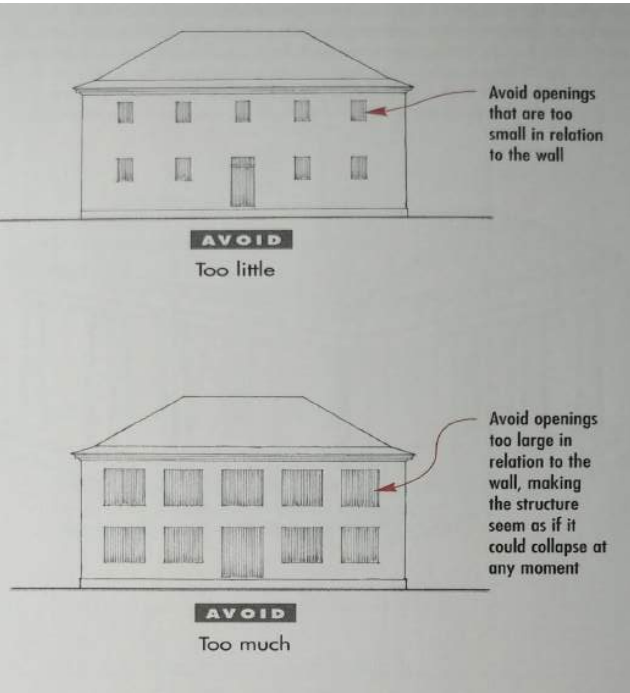 Avoid openings
that are too
small in relation
to the wall
AVOID
Too little
Avoid openings
too large in
relation to the
wall, making
the structure
seem as if it
could collapse at
any moment
AVOID
Too much